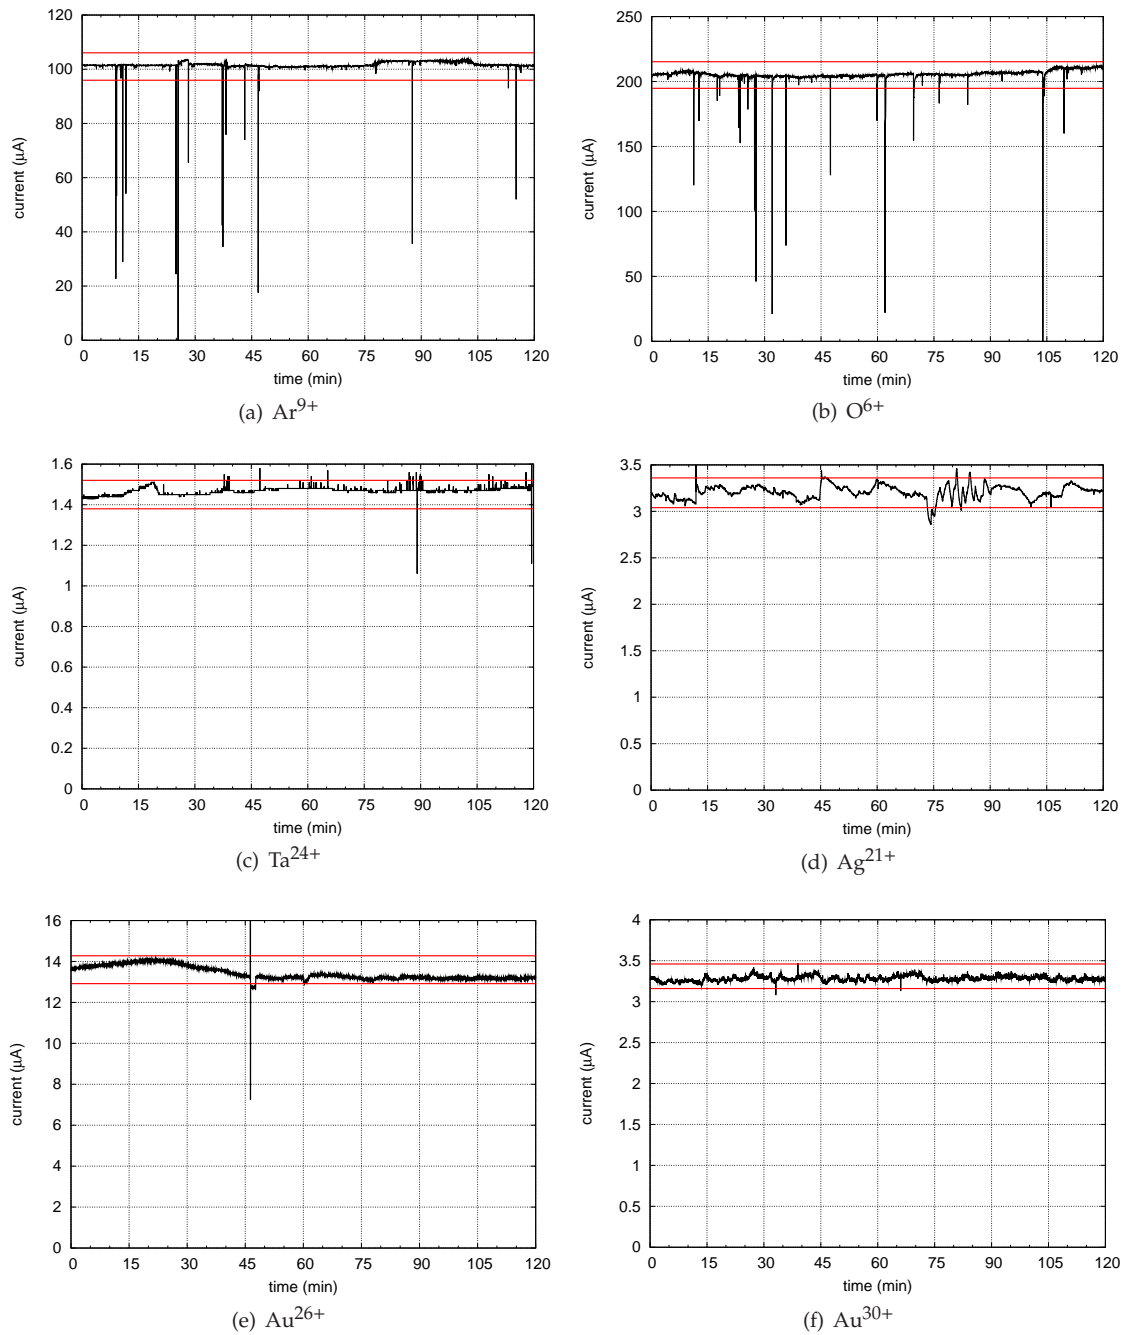 120
100
80
60
40
20
0
current (µA)
0 15 30 45 60 75 90 105 120
time (min)
(a) Ar9+
250
200
150
100
50
0
current (µA)
0 15 30 45 60 75 90 105 120
time (min)
(b) O6+
1.6
1.4
1.2
1
0.8
0.6
0.4
0.2
0
current (µA)
0 15 30 45 60 75 90 105 120
time (min)
(c) Ta24+
3.5
3
2.5
2
1.5
1
0.5
0
current (µA)
0 15 30 45 60 75 90 105 120
time (min)
(d) Ag21+
16
14
12
10
8
6
4
2
0
current (µA)
0 15 30 45 60 75 90 105 120
time (min)
(e) Au26+
4
3.5
3
2.5
2
1.5
1
0.5
0
current (µA)
0 15 30 45 60 75 90 105 120
time (min)
(f) Au30+